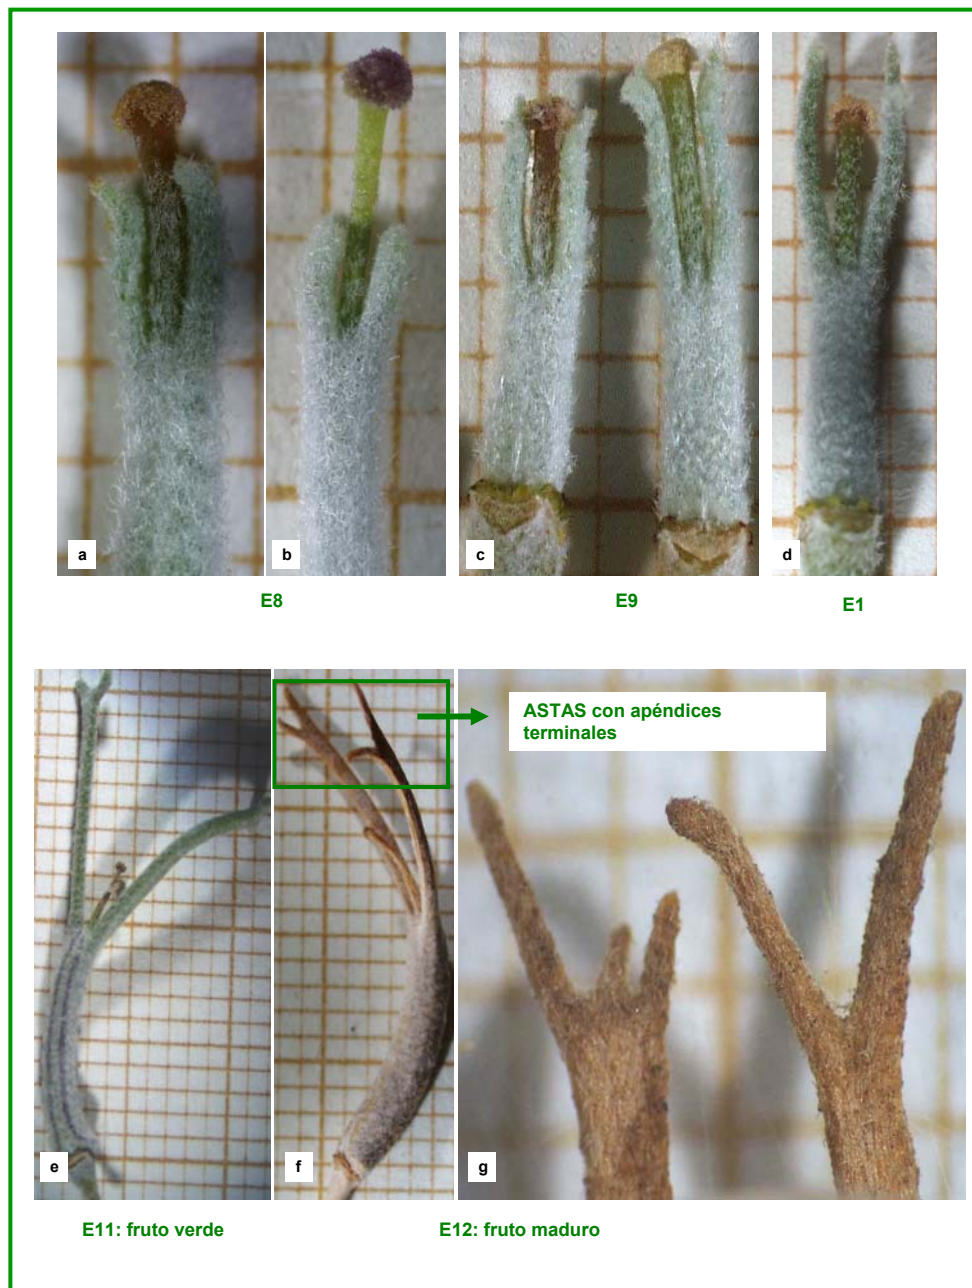 a
b
c
d
E8
E9
E1
ASTAS con apéndices
terminales
e
f
g
E11: fruto verde
E12: fruto maduro